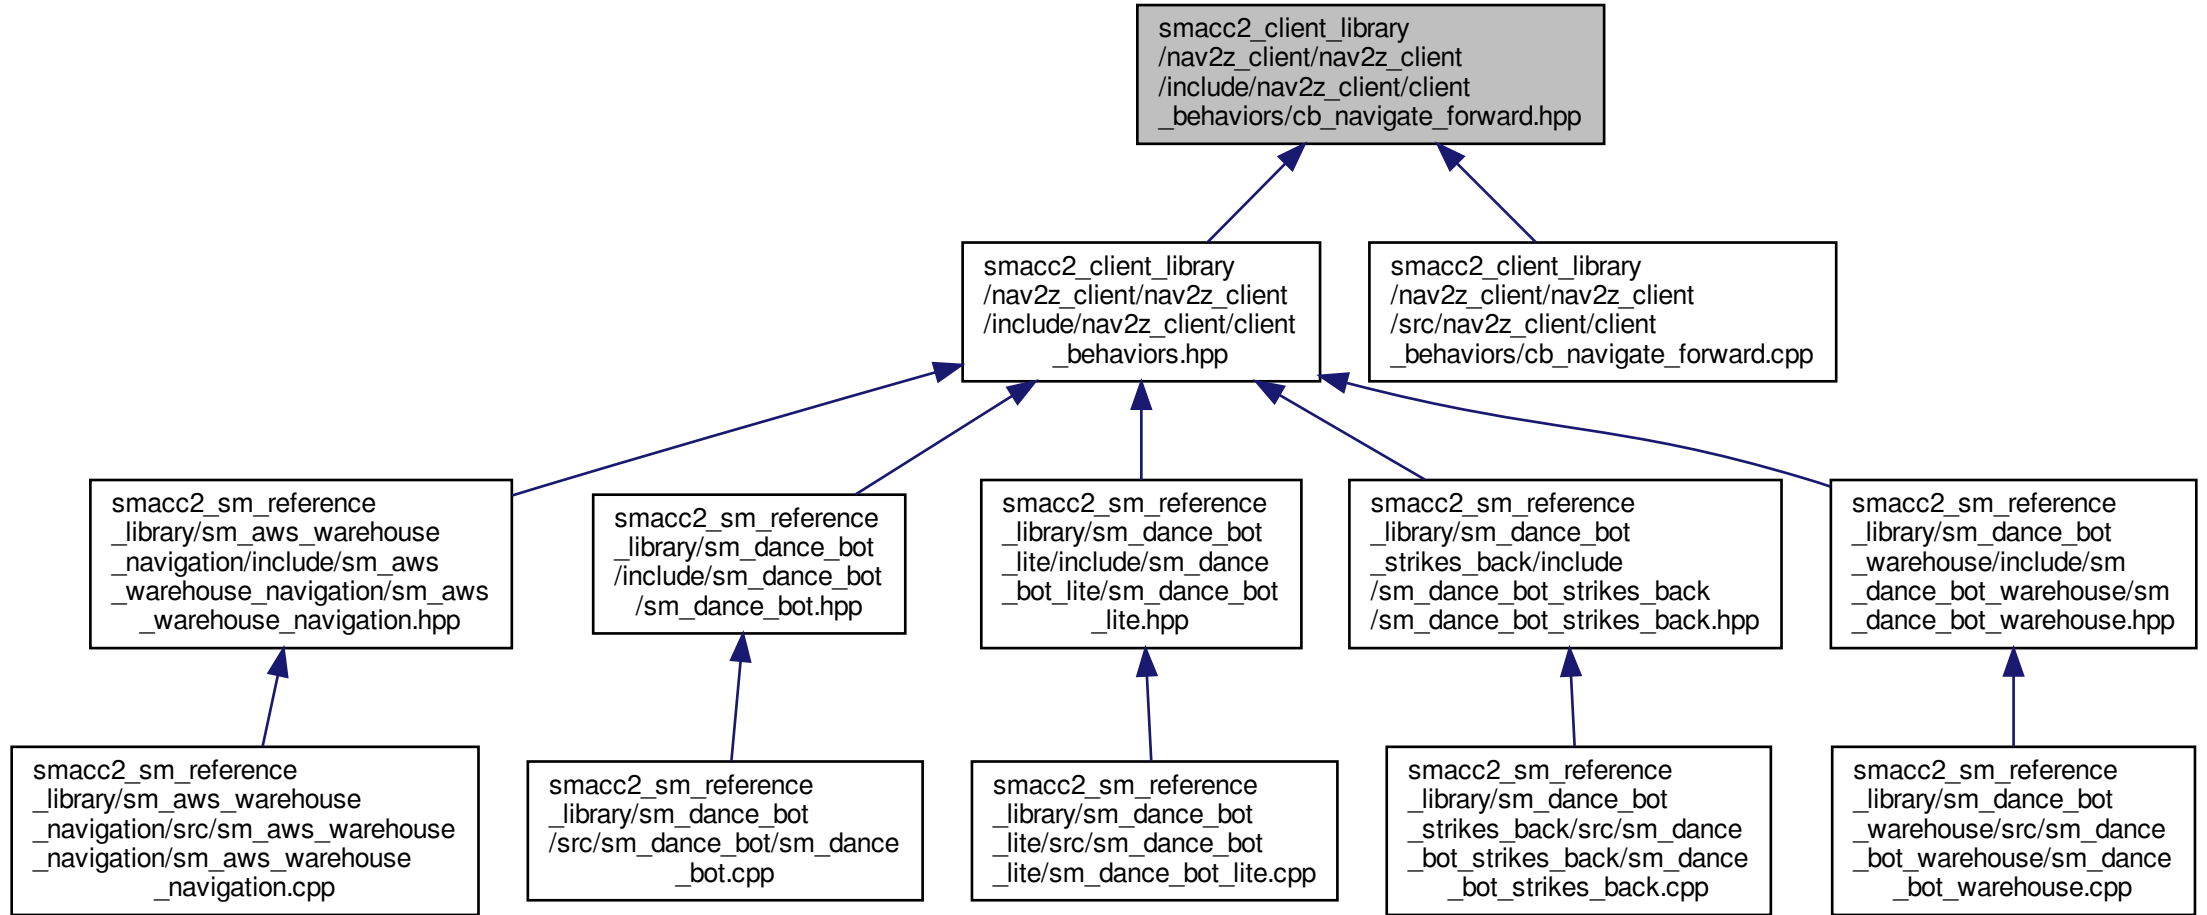 smacc2_client_library
/nav2z_client/nav2z_client
/include/nav2z_client/client
_behaviors/cb_navigate_forward.hpp
smacc2_client_library
/nav2z_client/nav2z_client
/include/nav2z_client/client
_behaviors.hpp
smacc2_client_library
/nav2z_client/nav2z_client
/src/nav2z_client/client
_behaviors/cb_navigate_forward.cpp
smacc2_sm_reference
_library/sm_aws_warehouse
_navigation/include/sm_aws
_warehouse_navigation/sm_aws
_warehouse_navigation.hpp
smacc2_sm_reference
_library/sm_dance_bot
/include/sm_dance_bot
/sm_dance_bot.hpp
smacc2_sm_reference
_library/sm_dance_bot
_lite/include/sm_dance
_bot_lite/sm_dance_bot
_lite.hpp
smacc2_sm_reference
_library/sm_dance_bot
_strikes_back/include
/sm_dance_bot_strikes_back
/sm_dance_bot_strikes_back.hpp
smacc2_sm_reference
_library/sm_dance_bot
_warehouse/include/sm
_dance_bot_warehouse/sm
_dance_bot_warehouse.hpp
smacc2_sm_reference
_library/sm_aws_warehouse
_navigation/src/sm_aws_warehouse
_navigation/sm_aws_warehouse
_navigation.cpp
smacc2_sm_reference
_library/sm_dance_bot
/src/sm_dance_bot/sm_dance
_bot.cpp
smacc2_sm_reference
_library/sm_dance_bot
_lite/src/sm_dance_bot
_lite/sm_dance_bot_lite.cpp
smacc2_sm_reference
_library/sm_dance_bot
_strikes_back/src/sm_dance
_bot_strikes_back/sm_dance
_bot_strikes_back.cpp
smacc2_sm_reference
_library/sm_dance_bot
_warehouse/src/sm_dance
_bot_warehouse/sm_dance
_bot_warehouse.cpp